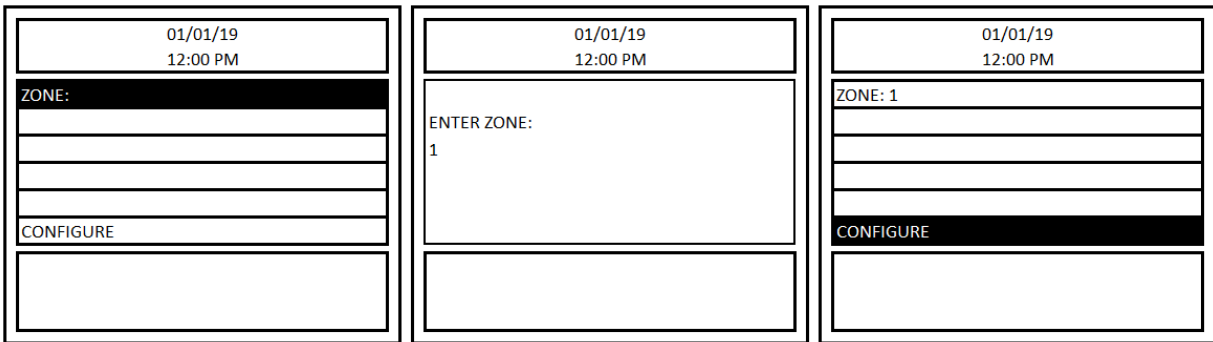 01/01/19
12:00 PM
ZONE:
CONFIGURE
01/01/19
12:00 PM
ENTER ZONE:
1
01/01/19
12:00 PM
ZONE: 1
CONFIGURE